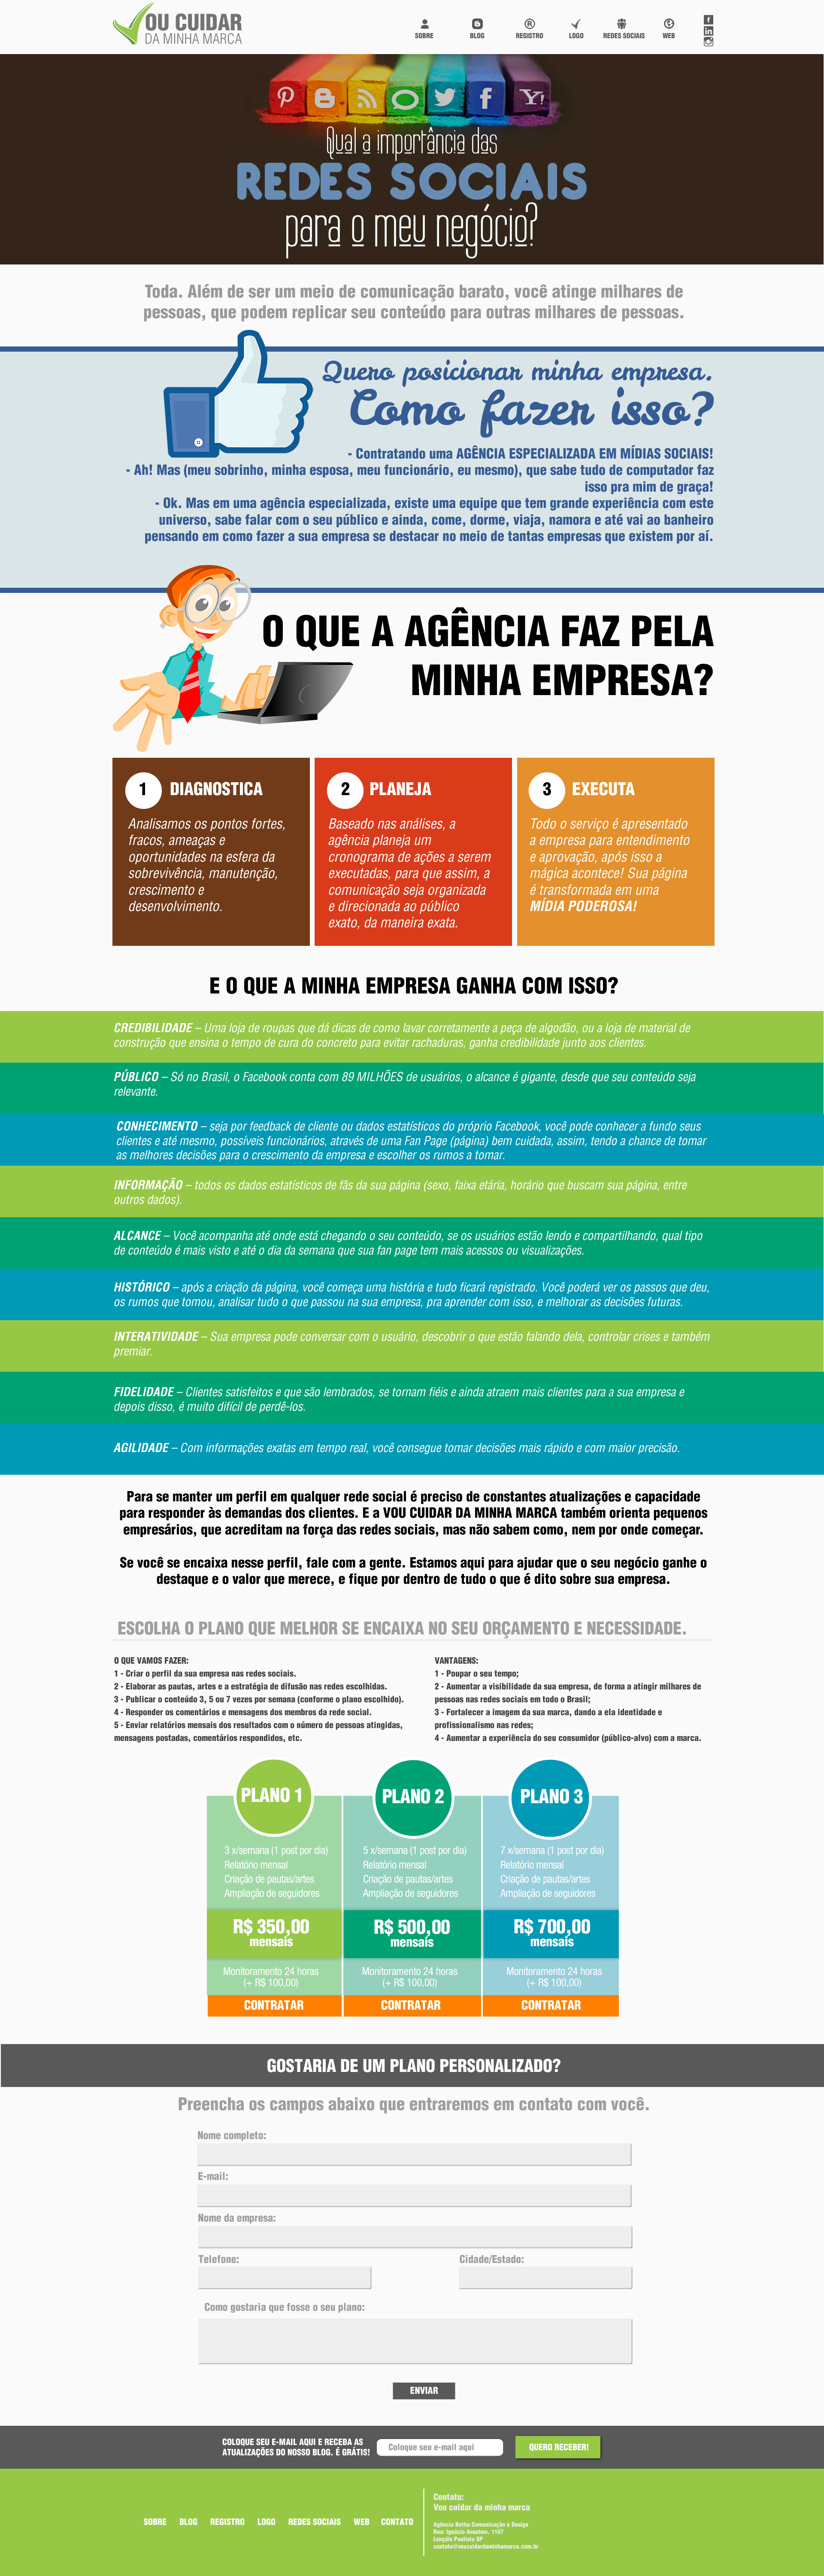 OU CUIDAR
DA MINHA MARCA
SOBRE
BLOG
REGISTRO
LOGO
REDES SOCIAIS
WEB
Qual a importância das
REDES SOCIAIS
para o meu negócio?
Toda. Além de ser um meio de comunicação barato, você atinge milhares de
pessoas, que podem replicar seu conteúdo para outras milhares de pessoas.
Quero posicionar minha empresa.
Como fazer isso?
- Contratando uma AGÊNCIA ESPECIALIZADA EM MÍDIAS SOCIAIS!
- Ah! Mas (meu sobrinho, minha esposa, meu funcionário, eu mesmo), que sabe tudo de computador faz
isso pra mim de graça!
- Ok. Mas em uma agência especializada, existe uma equipe que tem grande experiência com este
universo, sabe falar com o seu público e ainda, come, dorme, viaja, namora e até vai ao banheiro
pensando em como fazer a sua empresa se destacar no meio de tantas empresas que existem por aí.
O QUE A AGÊNCIA FAZ PELA
MINHA EMPRESA?
1 DIAGNOSTICA
Analisamos os pontos fortes,
fracos, ameaças e
oportunidades na esfera da
sobrevivência, manutenção,
crescimento e
desenvolvimento.
2 PLANEJA
Baseado nas análises, a
agência planeja um
cronograma de ações a serem
executadas, para que assim, a
comunicação seja organizada
e direcionada ao público
exato, da maneira exata.
3 EXECUTA
Todo o serviço é apresentado
a empresa para entendimento
e aprovação, após isso a
mágica acontece! Sua página
é transformada em uma
MÍDIA PODEROSA!
E O QUE A MINHA EMPRESA GANHA COM ISSO?
CREDIBILIDADE – Uma loja de roupas que dá dicas de como lavar corretamente a peça de algodão, ou a loja de material de
construção que ensina o tempo de cura do concreto para evitar rachaduras, ganha credibilidade junto aos clientes.
PÚBLICO – Só no Brasil, o Facebook conta com 89 MILHÕES de usuários, o alcance é gigante, desde que seu conteúdo seja
relevante.
CONHECIMENTO – seja por feedback de cliente ou dados estatísticos do próprio Facebook, você pode conhecer a fundo seus
clientes e até mesmo, possíveis funcionários, através de uma Fan Page (página) bem cuidada, assim, tendo a chance de tomar
as melhores decisões para o crescimento da empresa e escolher os rumos a tomar.
INFORMAÇÃO – todos os dados estatísticos de fãs da sua página (sexo, faixa etária, horário que buscam sua página, entre
outros dados).
ALCANCE – Você acompanha até onde está chegando o seu conteúdo, se os usuários estão lendo e compartilhando, qual tipo
de conteúdo é mais visto e até o dia da semana que sua fan page tem mais acessos ou visualizações.
HISTÓRICO – após a criação da página, você começa uma história e tudo ficará registrado. Você poderá ver os passos que deu,
os rumos que tomou, analisar tudo o que passou na sua empresa, pra aprender com isso, e melhorar as decisões futuras.
INTERATIVIDADE – Sua empresa pode conversar com o usuário, descobrir o que estão falando dela, controlar crises e também
premiar.
FIDELIDADE – Clientes satisfeitos e que são lembrados, se tornam fiéis e ainda atraem mais clientes para a sua empresa e
depois disso, é muito difícil de perdê-los.
AGILIDADE – Com informações exatas em tempo real, você consegue tomar decisões mais rápido e com maior precisão.
Para se manter um perfil em qualquer rede social é preciso de constantes atualizações e capacidade
para responder às demandas dos clientes. E a VOU CUIDAR DA MINHA MARCA também orienta pequenos
empresários, que acreditam na força das redes sociais, mas não sabem como, nem por onde começar.
Se você se encaixa nesse perfil, fale com a gente. Estamos aqui para ajudar que o seu negócio ganhe o
destaque e o valor que merece, e fique por dentro de tudo o que é dito sobre sua empresa.
ESCOLHA O PLANO QUE MELHOR SE ENCAIXA NO SEU ORÇAMENTO E NECESSIDADE.
O QUE VAMOS FAZER:
1 - Criar o perfil da sua empresa nas redes sociais.
2 - Elaborar as pautas, artes e a estratégia de difusão nas redes escolhidas.
3 - Publicar o conteúdo 3, 5 ou 7 vezes por semana (conforme o plano escolhido).
4 - Responder os comentários e mensagens dos membros da rede social.
5 - Enviar relatórios mensais dos resultados com o número de pessoas atingidas,
mensagens postadas, comentários respondidos, etc.
VANTAGENS:
1 - Poupar o seu tempo;
2 - Aumentar a visibilidade da sua empresa, de forma a atingir milhares de
pessoas nas redes sociais em todo o Brasil;
3 - Fortalecer a imagem da sua marca, dando a ela identidade e
profissionalismo nas redes;
4 - Aumentar a experiência do seu consumidor (público-alvo) com a marca.
PLANO 1
3 x/semana (1 post por dia)
Relatório mensal
Criação de pautas/artes
Ampliação de seguidores
R$ 350,00
mensais
Monitoramento 24 horas
(+ R$ 100,00)
CONTRATAR
PLANO 2
5 x/semana (1 post por dia)
Relatório mensal
Criação de pautas/artes
Ampliação de seguidores
R$ 500,00
mensais
Monitoramento 24 horas
(+ R$ 100,00)
CONTRATAR
PLANO 3
7 x/semana (1 post por dia)
Relatório mensal
Criação de pautas/artes
Ampliação de seguidores
R$ 700,00
mensais
Monitoramento 24 horas
(+ R$ 100,00)
CONTRATAR
GOSTARIA DE UM PLANO PERSONALIZADO?
Preencha os campos abaixo que entraremos em contato com você.
Nome completo:
E-mail:
Nome da empresa:
Telefone:
Cidade/Estado:
Como gostaria que fosse o seu plano:
ENVIAR
COLOQUE SEU E-MAIL AQUI E RECEBA AS
ATUALIZAÇÕES DO NOSSO BLOG. É GRÁTIS!
Coloque seu e-mail aqui
QUERO RECEBER!
SOBRE BLOG REGISTRO LOGO REDES SOCIAIS WEB CONTATO
Contato:
Vou cuidar da minha marca
Agência Botha Comunicação e Design
Rua: Ignácio Anselmo, 1167
Lençóis Paulista SP
contato@voucuidardaminhamarca.com.br